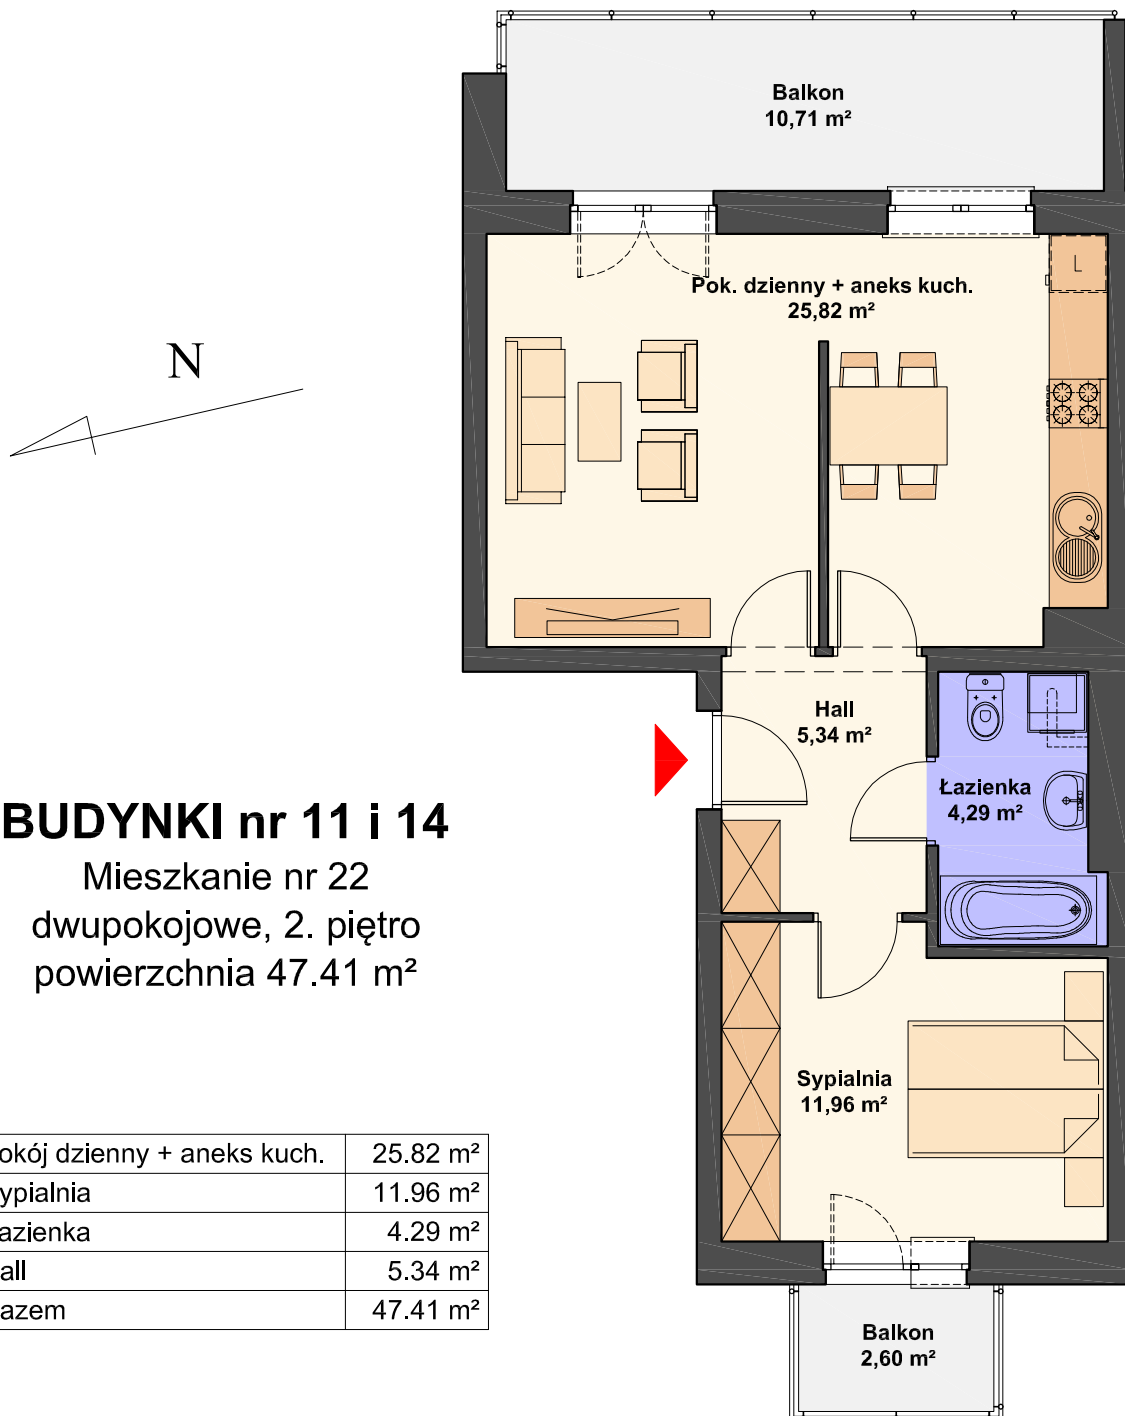 Balkon
10,71 m²
Pok. dzienny + aneks kuch.
25,82 m²
L
N
Hall
5,34 m²
Łazienka
4,29 m²
BUDYNKI nr 11 i 14
Mieszkanie nr 22
dwupokojowe, 2. piętro
powierzchnia 47.41 m²
Sypialnia
11,96 m²
okój dzienny + aneks kuch. 25.82 m²
ypialnia 11.96 m²
azienka 4.29 m²
all 5.34 m²
azem 47.41 m²
Balkon
2,60 m²